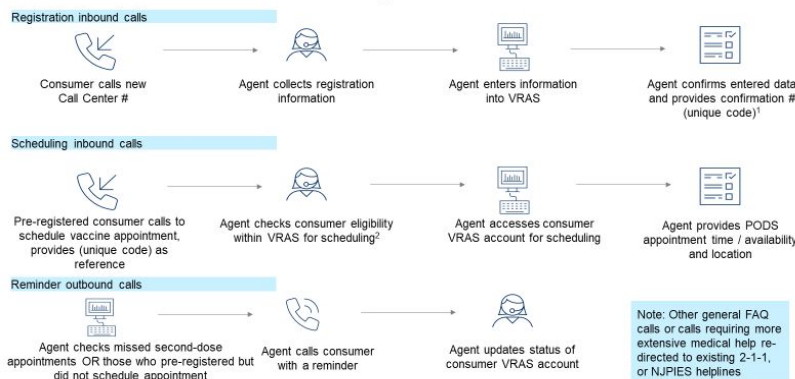 Registration inbound calls
Consumer calls new
Call Center #
Agent collects registration
information
Agent enters information
into VRAS
Agent confirms entered data
and provides confirmation #
(unique code)1
Scheduling inbound calls
Pre-registered consumer calls to
schedule vaccine appointment,
provides (unique code) as
reference
Agent checks consumer eligibility
within VRAS for scheduling2
Agent accesses consumer
VRAS account for scheduling
Agent provides PODS
appointment time / availability
and location
Reminder outbound calls
Agent checks missed second-dose
appointments OR those who pre-registered but
did not schedule appointment
Agent calls consumer
with a reminder
Agent updates status of
consumer VRAS account
Note: Other general FAQ
calls or calls requiring more
extensive medical help re-
directed to existing 2-1-1,
or NJPIES helplines